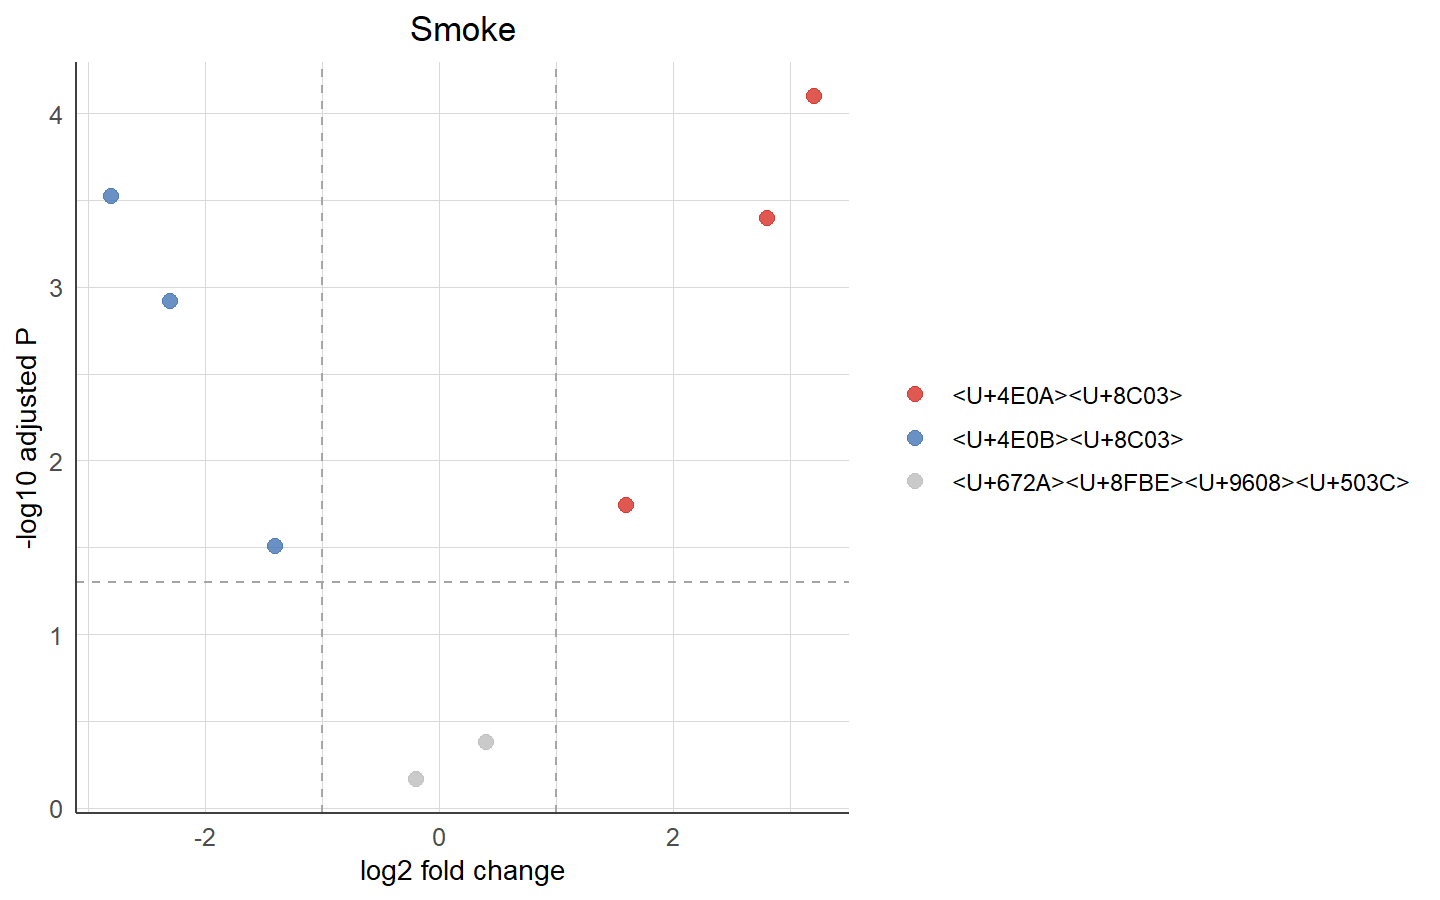 Smoke
4
3
2
1
0
-2
0
2
log2 fold change
-log10 adjusted P
<U+4E0A><U+8C03>
<U+4E0B><U+8C03>
<U+672A><U+8FBE><U+9608><U+503C>